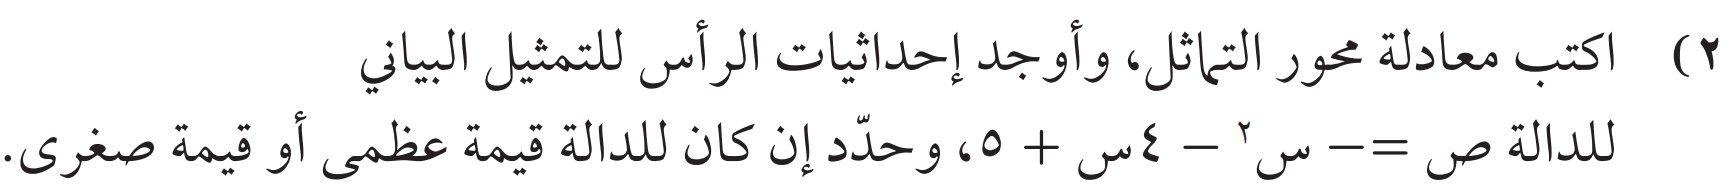 ٢) اكتب معادلة محور التماثل، وأوجد إحداثيات الرأس للتمثيل البياني
للدالة ص =− س٢ − ٤س + ٥، وحدّد إن كان للدالة قيمة عظمى أو قيمة صغرى.